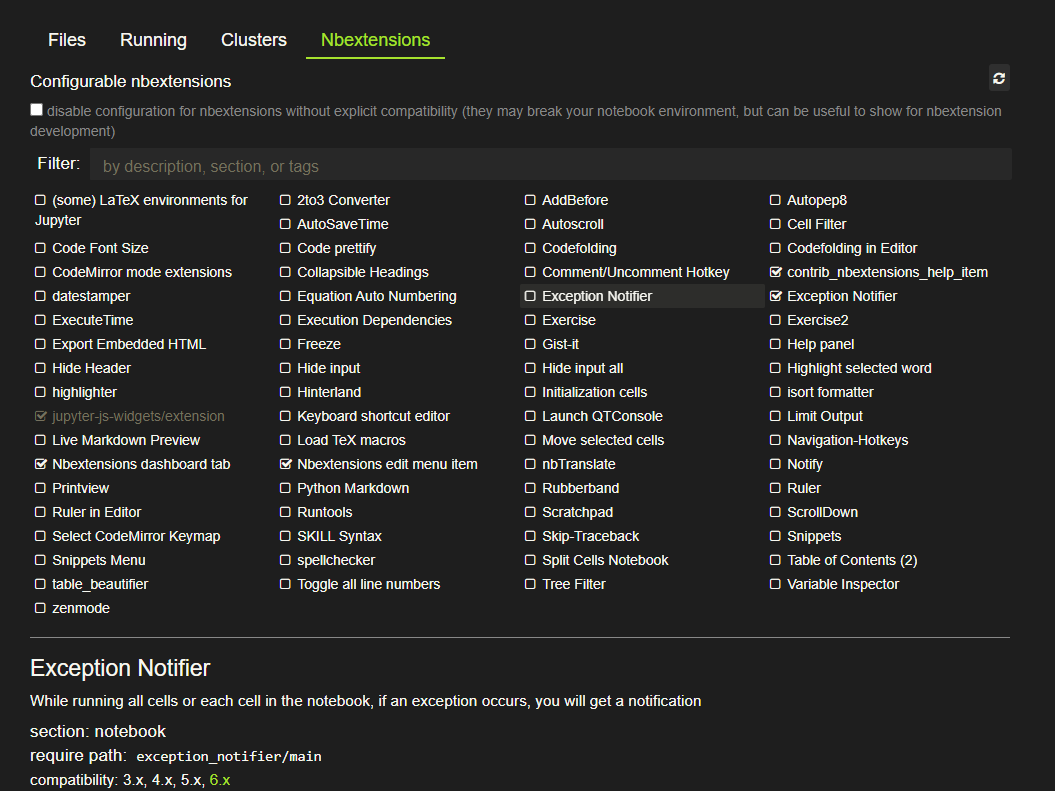 Files Running Clusters Nbextensions
Configurable nbextensions
disable configuration for nbextensions without explicit compatibility (they may break your notebook environment, but can be useful to show for nbextension
development)
Filter: by description, section, or tags
(some) LaTeX environments for Jupyter
2to3 Converter
AddBefore
Autopep8
AutoSaveTime
Autoscroll
Cell Filter
Code Font Size
Code prettify
Codefolding
Codefolding in Editor
CodeMirror mode extensions
Collapsible Headings
Comment/Uncomment Hotkey
contrib_nbextensions_help_item
datestamper
Equation Auto Numbering
Exception Notifier
Exception Notifier
ExecuteTime
Execution Dependencies
Exercise
Exercise2
Export Embedded HTML
Freeze
Gist-it
Help panel
Hide Header
Hide input
Hide input all
Highlight selected word
highlighter
Hinterland
Initialization cells
isort formatter
jupyter-js-widgets/extension
Keyboard shortcut editor
Launch QTConsole
Limit Output
Live Markdown Preview
Load TeX macros
Move selected cells
Navigation-Hotkeys
Nbextensions dashboard tab
Nbextensions edit menu item
nbTranslate
Notify
Printview
Python Markdown
Rubberband
Ruler
Ruler in Editor
Runtools
Scratchpad
ScrollDown
Select CodeMirror Keymap
SKILL Syntax
Skip-Traceback
Snippets
Snippets Menu
spellchecker
Split Cells Notebook
Table of Contents (2)
table_beautifier
Toggle all line numbers
Tree Filter
Variable Inspector
zenmode
Exception Notifier
While running all cells or each cell in the notebook, if an exception occurs, you will get a notification
section: notebook
require path: exception_notifier/main
compatibility: 3.x, 4.x, 5.x, 6.x